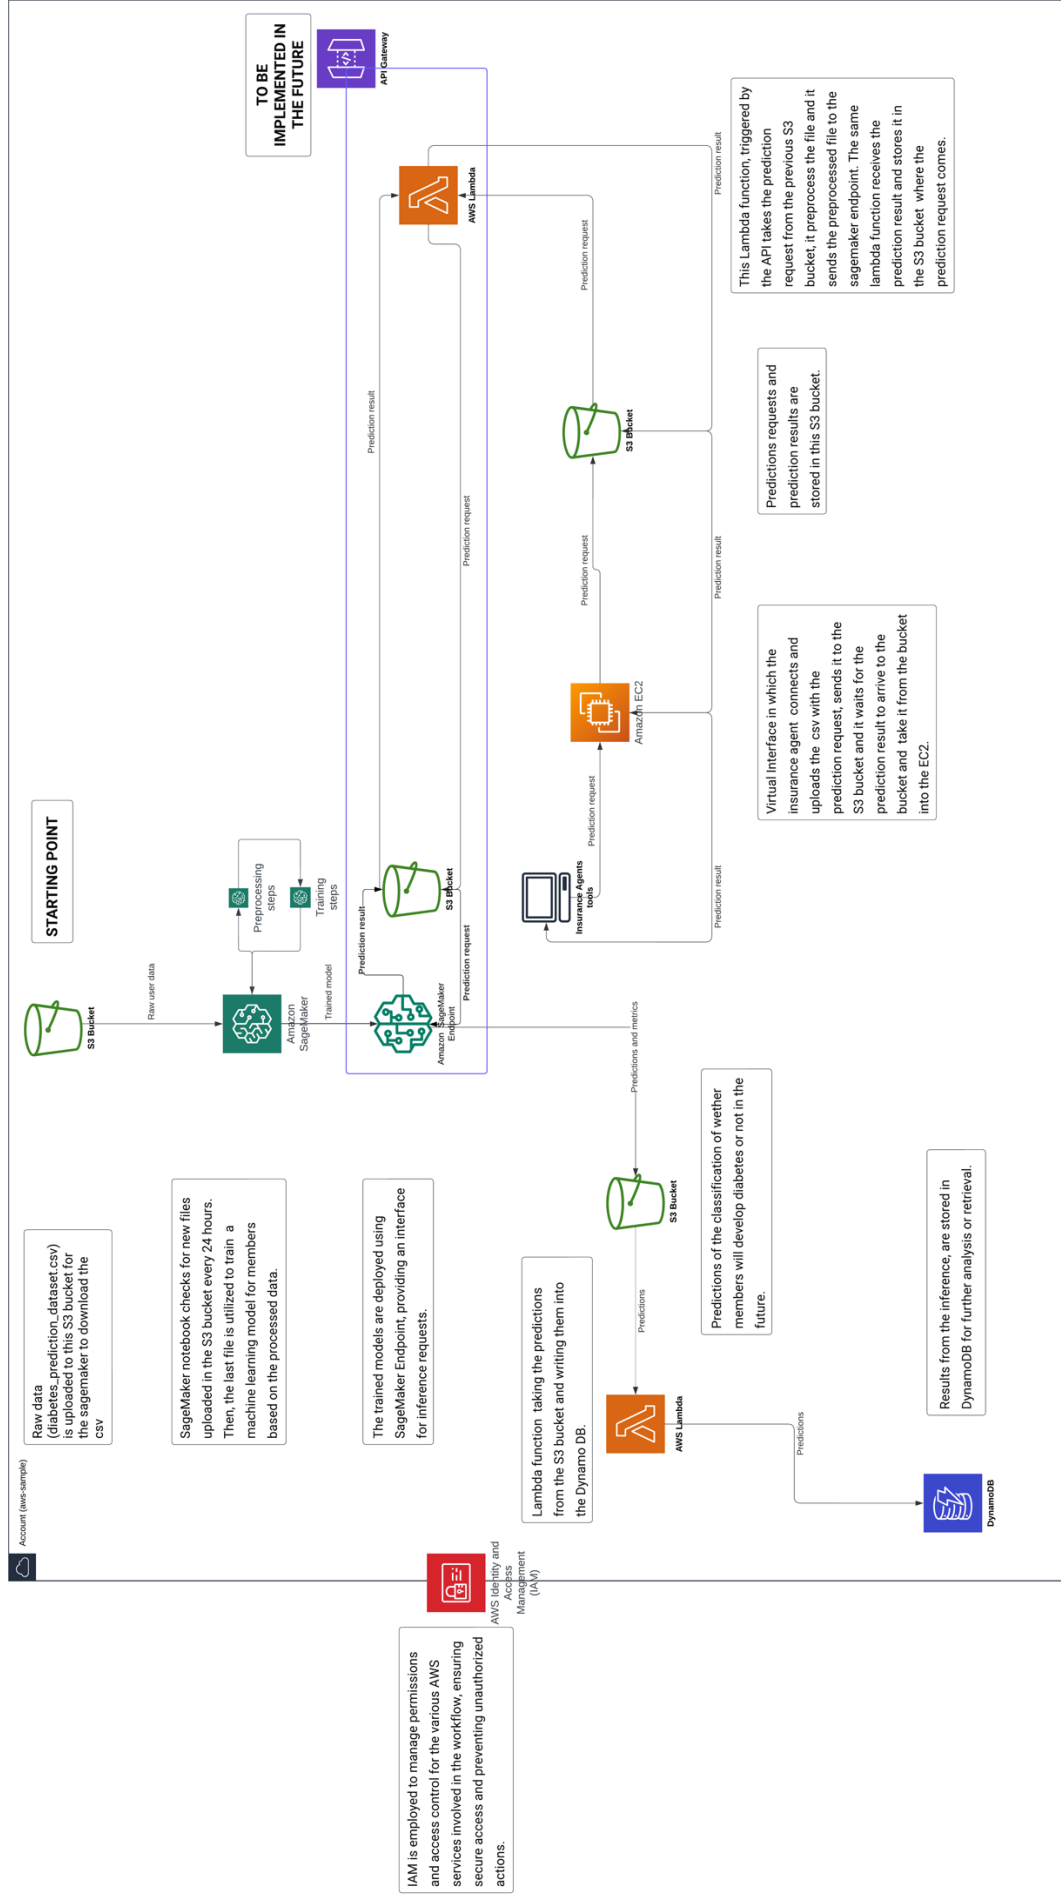 Account (aws-sample)
Raw data
(diabetes_prediction_dataset.csv)
is uploaded to this S3 bucket for
the sagemaker to download the
csv
S3 Bucket
STARTING POINT
Raw user data
SageMaker notebook checks for new files
uploaded in the S3 bucket every 24 hours.
Then, the last file is utilized to train a
machine learning model for members
based on the processed data.
Amazon
SageMaker
Preprocessing
steps
Training
steps
TO BE
IMPLEMENTED IN
THE FUTURE
API Gateway
Trained model
The trained models are deployed using
SageMaker Endpoint, providing an interface
for inference requests.
Amazon SageMaker
Endpoint
Prediction result
Prediction request
S3 Bucket
Prediction result
Prediction request
AWS Lambda
AWS Identity and
Access
Management
(IAM)
IAM is employed to manage permissions
and access control for the various AWS
services involved in the workflow, ensuring
secure access and preventing unauthorized
actions.
Lambda function taking the predictions
from the S3 bucket and writing them into
the Dynamo DB.
Insurance Agents
tools
Prediction request
Amazon EC2
Prediction request
S3 Bucket
Prediction request
AWS Lambda
Predictions
S3 Bucket
Predictions and metrics
Prediction result
Prediction result
Prediction result
Predictions of the classification of wether
members will develop diabetes or not in the
future.
Virtual Interface in which the
insurance agent connects and
uploads the csv with the
prediction request, sends it to the
S3 bucket and it waits for the
prediction result to arrive to the
bucket and take it from the bucket
into the EC2.
Predictions requests and
prediction results are
stored in this S3 bucket.
This Lambda function, triggered by
the API takes the prediction
request from the previous S3
bucket, it preprocess the file and it
sends the preprocessed file to the
sagemaker endpoint. The same
lambda function receives the
prediction result and stores it in
the S3 bucket where the
prediction request comes.
Predictions
DynamoDB
Results from the inference, are stored in
DynamoDB for further analysis or retrieval.